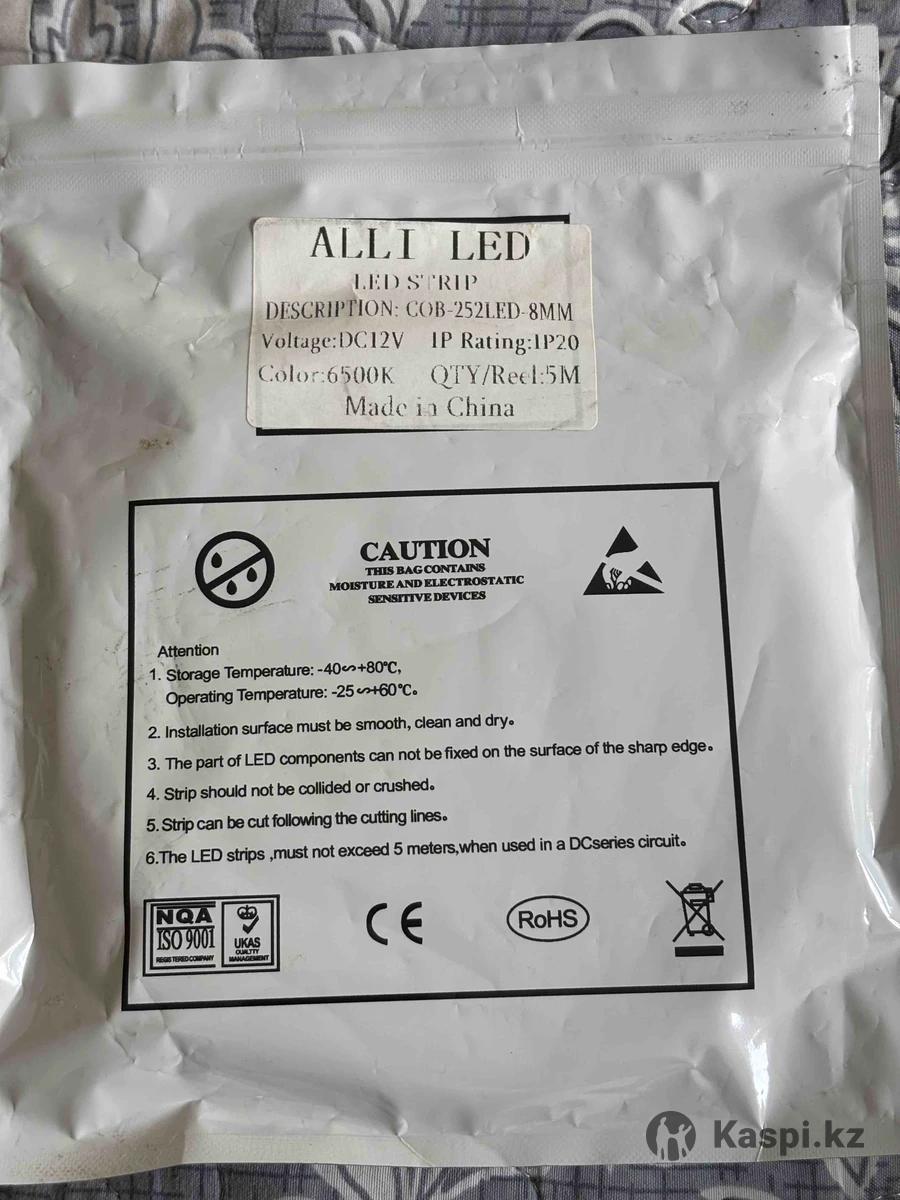 ALLI LED
LED STRIP
DESCRIPTION: COB-252LED-8MM
Voltage:DC12V IP Rating:IP20
Color:6500K QTY/Reel:5M
Made in China
CAUTION
THIS BAG CONTAINS
MOISTURE AND ELECTROSTATIC
SENSITIVE DEVICES
Attention
1. Storage Temperature: -40∽+80℃,
Operating Temperature: -25∽+60℃。
2. Installation surface must be smooth, clean and dry。
3. The part of LED components can not be fixed on the surface of the sharp edge。
4. Strip should not be collided or crushed。
5. Strip can be cut following the cutting lines。
6.The LED strips ,must not exceed 5 meters,when used in a DCseries circuit。
NQA
ISO 9001
REGISTERED COMPANY
UKAS
QUALITY
MANAGEMENT
CE
RoHS
Kaspi.kz